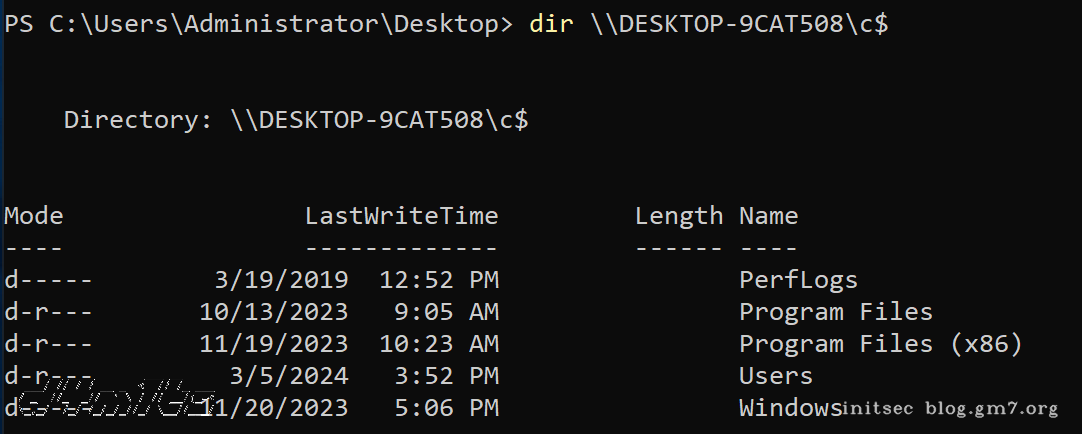 PS C:\Users\Administrator\Desktop> dir \\DESKTOP-9CAT508\c$
Directory: \\DESKTOP-9CAT508\c$
Mode LastWriteTime Length Name
---- ------------- ------ ----
d----- 3/19/2019 12:52 PM PerfLogs
d-r--- 10/13/2023 9:05 AM Program Files
d-r--- 11/19/2023 10:23 AM Program Files (x86)
d-r--- 3/5/2024 3:52 PM Users
d----- 11/20/2023 5:06 PM Windows
initsec blog.gm7.org